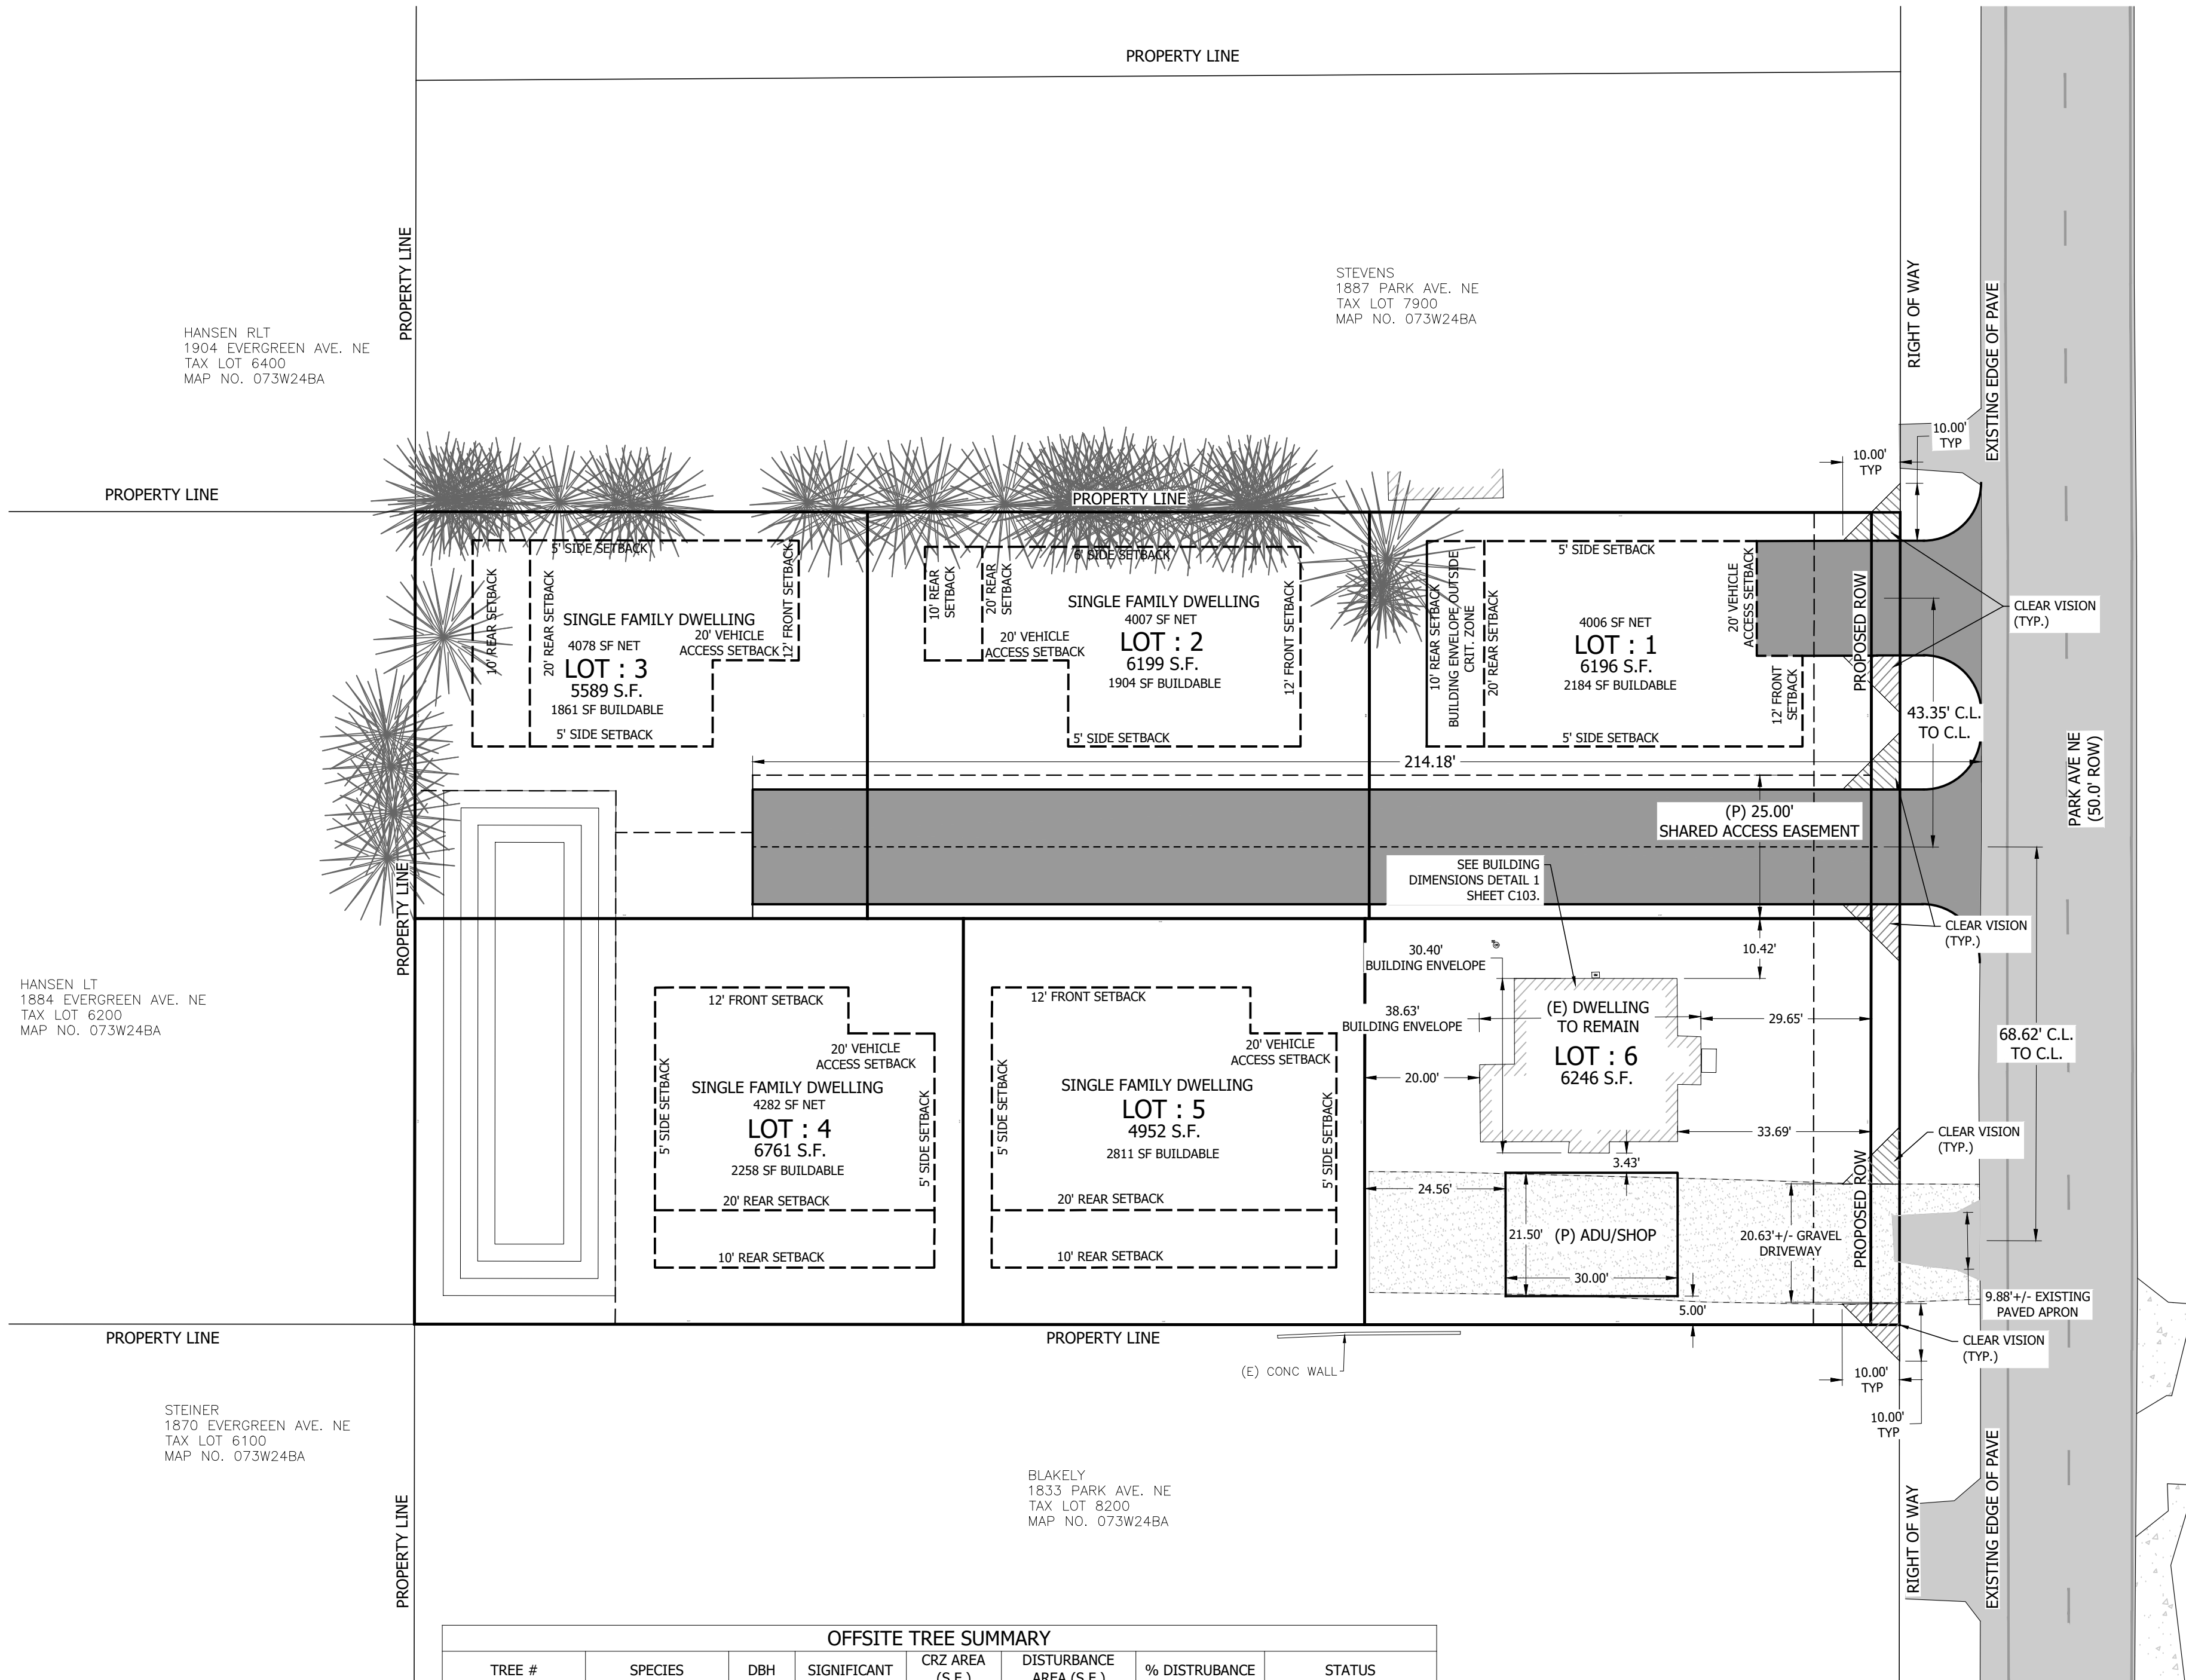 PROPERTY LINE
PROPERTY LINE
RIGHT OF WAY
EXISTING EDGE OF PAVE
STEVENS
1887 PARK AVE. NE
TAX LOT 7900
MAP NO. 073W24BA
HANSEN RLT
1904 EVERGREEN AVE. NE
TAX LOT 6400
MAP NO. 073W24BA
10.00'
TYP
10.00'
TYP
PROPERTY LINE
PROPERTY LINE
5' SIDE SETBACK
10' REAR SETBACK
20' REAR SETBACK
12' FRONT SETBACK
SINGLE FAMILY DWELLING
4078 SF NET
20' VEHICLE
ACCESS SETBACK
LOT : 3
5589 S.F.
1861 SF BUILDABLE
5' SIDE SETBACK
6' SIDE SETBACK
10' REAR
SETBACK
20' REAR
SETBACK
12' FRONT SETBACK
SINGLE FAMILY DWELLING
4007 SF NET
20' VEHICLE
ACCESS SETBACK
LOT : 2
6199 S.F.
1904 SF BUILDABLE
5' SIDE SETBACK
5' SIDE SETBACK
10' REAR SETBACK
BUILDING ENVELOPE OUTSIDE
CRIT. ZONE
20' REAR SETBACK
20' VEHICLE
ACCESS SETBACK
4006 SF NET
LOT : 1
6196 S.F.
2184 SF BUILDABLE
12' FRONT
SETBACK
5' SIDE SETBACK
PROPOSED ROW
CLEAR VISION
(TYP.)
43.35' C.L.
TO C.L.
PARK AVE NE
(50.0' ROW)
214.18'
(P) 25.00'
SHARED ACCESS EASEMENT
SEE BUILDING
DIMENSIONS DETAIL 1
SHEET C103.
PROPERTY LINE
CLEAR VISION
(TYP.)
HANSEN LT
1884 EVERGREEN AVE. NE
TAX LOT 6200
MAP NO. 073W24BA
12' FRONT SETBACK
20' VEHICLE
ACCESS SETBACK
5' SIDE SETBACK
5' SIDE SETBACK
SINGLE FAMILY DWELLING
4282 SF NET
LOT : 4
6761 S.F.
2258 SF BUILDABLE
20' REAR SETBACK
10' REAR SETBACK
12' FRONT SETBACK
20' VEHICLE
ACCESS SETBACK
5' SIDE SETBACK
5' SIDE SETBACK
SINGLE FAMILY DWELLING
LOT : 5
4952 S.F.
2811 SF BUILDABLE
20' REAR SETBACK
10' REAR SETBACK
30.40'
BUILDING ENVELOPE
10.42'
38.63'
BUILDING ENVELOPE
(E) DWELLING
TO REMAIN
29.65'
LOT : 6
6246 S.F.
20.00'
68.62' C.L.
TO C.L.
33.69'
CLEAR VISION
(TYP.)
3.43'
24.56'
21.50'
(P) ADU/SHOP
30.00'
20.63'+/- GRAVEL
DRIVEWAY
PROPOSED ROW
5.00'
9.88'+/- EXISTING
PAVED APRON
CLEAR VISION
(TYP.)
PROPERTY LINE
PROPERTY LINE
(E) CONC WALL
10.00'
TYP
10.00'
TYP
STEINER
1870 EVERGREEN AVE. NE
TAX LOT 6100
MAP NO. 073W24BA
BLAKELY
1833 PARK AVE. NE
TAX LOT 8200
MAP NO. 073W24BA
PROPERTY LINE
RIGHT OF WAY
EXISTING EDGE OF PAVE
OFFSITE TREE SUMMARY
TREE # SPECIES DBH SIGNIFICANT CRZ AREA (S.F.) DISTURBANCE AREA (S.F.) % DISTRUBANCE STATUS